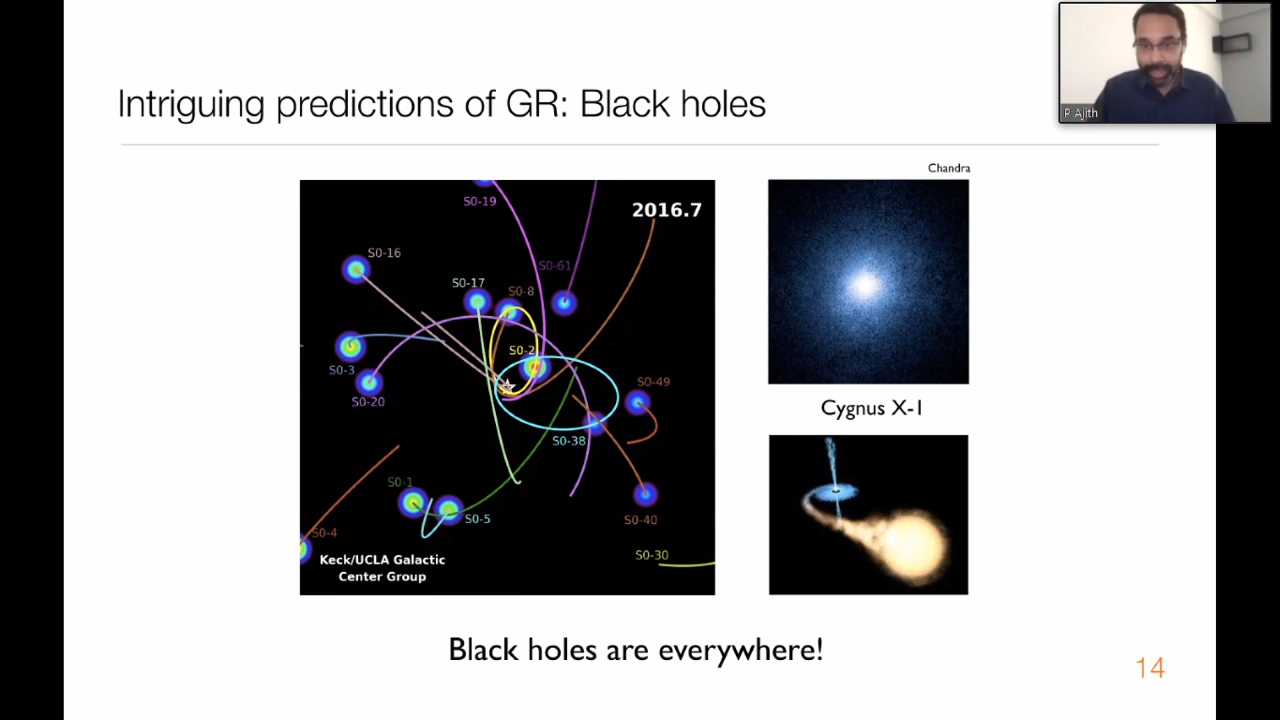 P Ajith
Intriguing predictions of GR: Black holes
Chandra
S0-19
2016.7
S0-16
S0-61
S0-17
S0-8
S0-2
S0-3
S0-20
S0-49
S0-38
S0-1
S0-5
S0-40
S0-4
S0-30
Keck/UCLA Galactic
Center Group
Cygnus X-1
Black holes are everywhere!
14